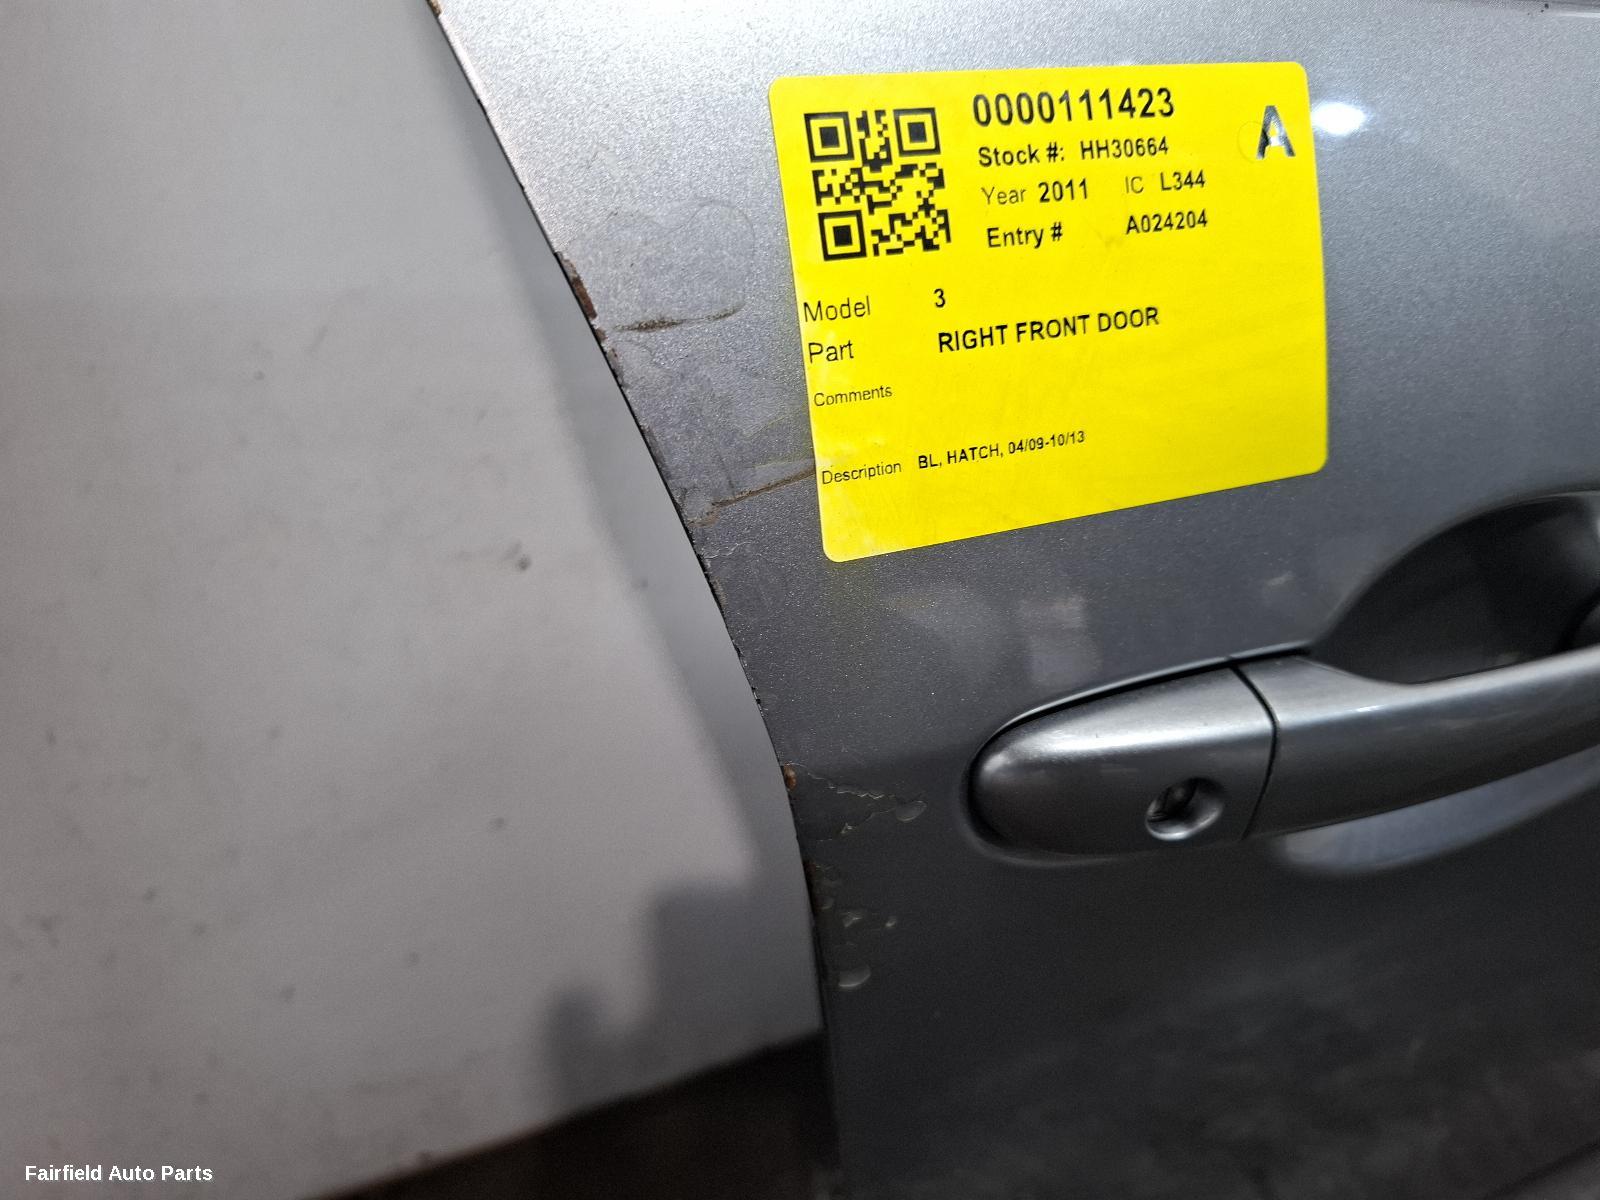 0000111423
A
Stock #: HH30664
Year 2011 IC L344
Entry # A024204
Model 3
Part RIGHT FRONT DOOR
Comments
Description BL, HATCH, 04/09-10/13
Fairfield Auto Parts